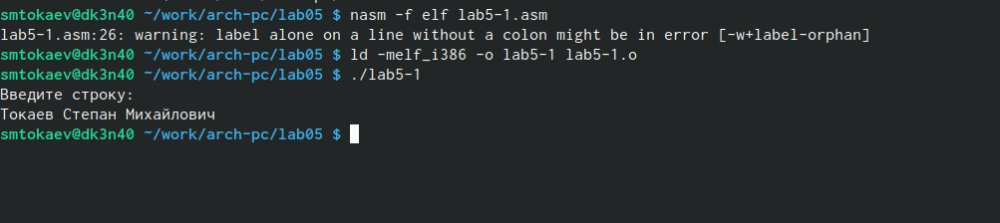 smtokaev@dk3n40 ~/work/arch-pc/lab05 $ nasm -f elf lab5-1.asm
lab5-1.asm:26: warning: label alone on a line without a colon might be in error [-w+label-orphan]
smtokaev@dk3n40 ~/work/arch-pc/lab05 $ ld -melf_i386 -o lab5-1 lab5-1.o
smtokaev@dk3n40 ~/work/arch-pc/lab05 $ ./lab5-1
Введите строку:
Токаев Степан Михайлович
smtokaev@dk3n40 ~/work/arch-pc/lab05 $